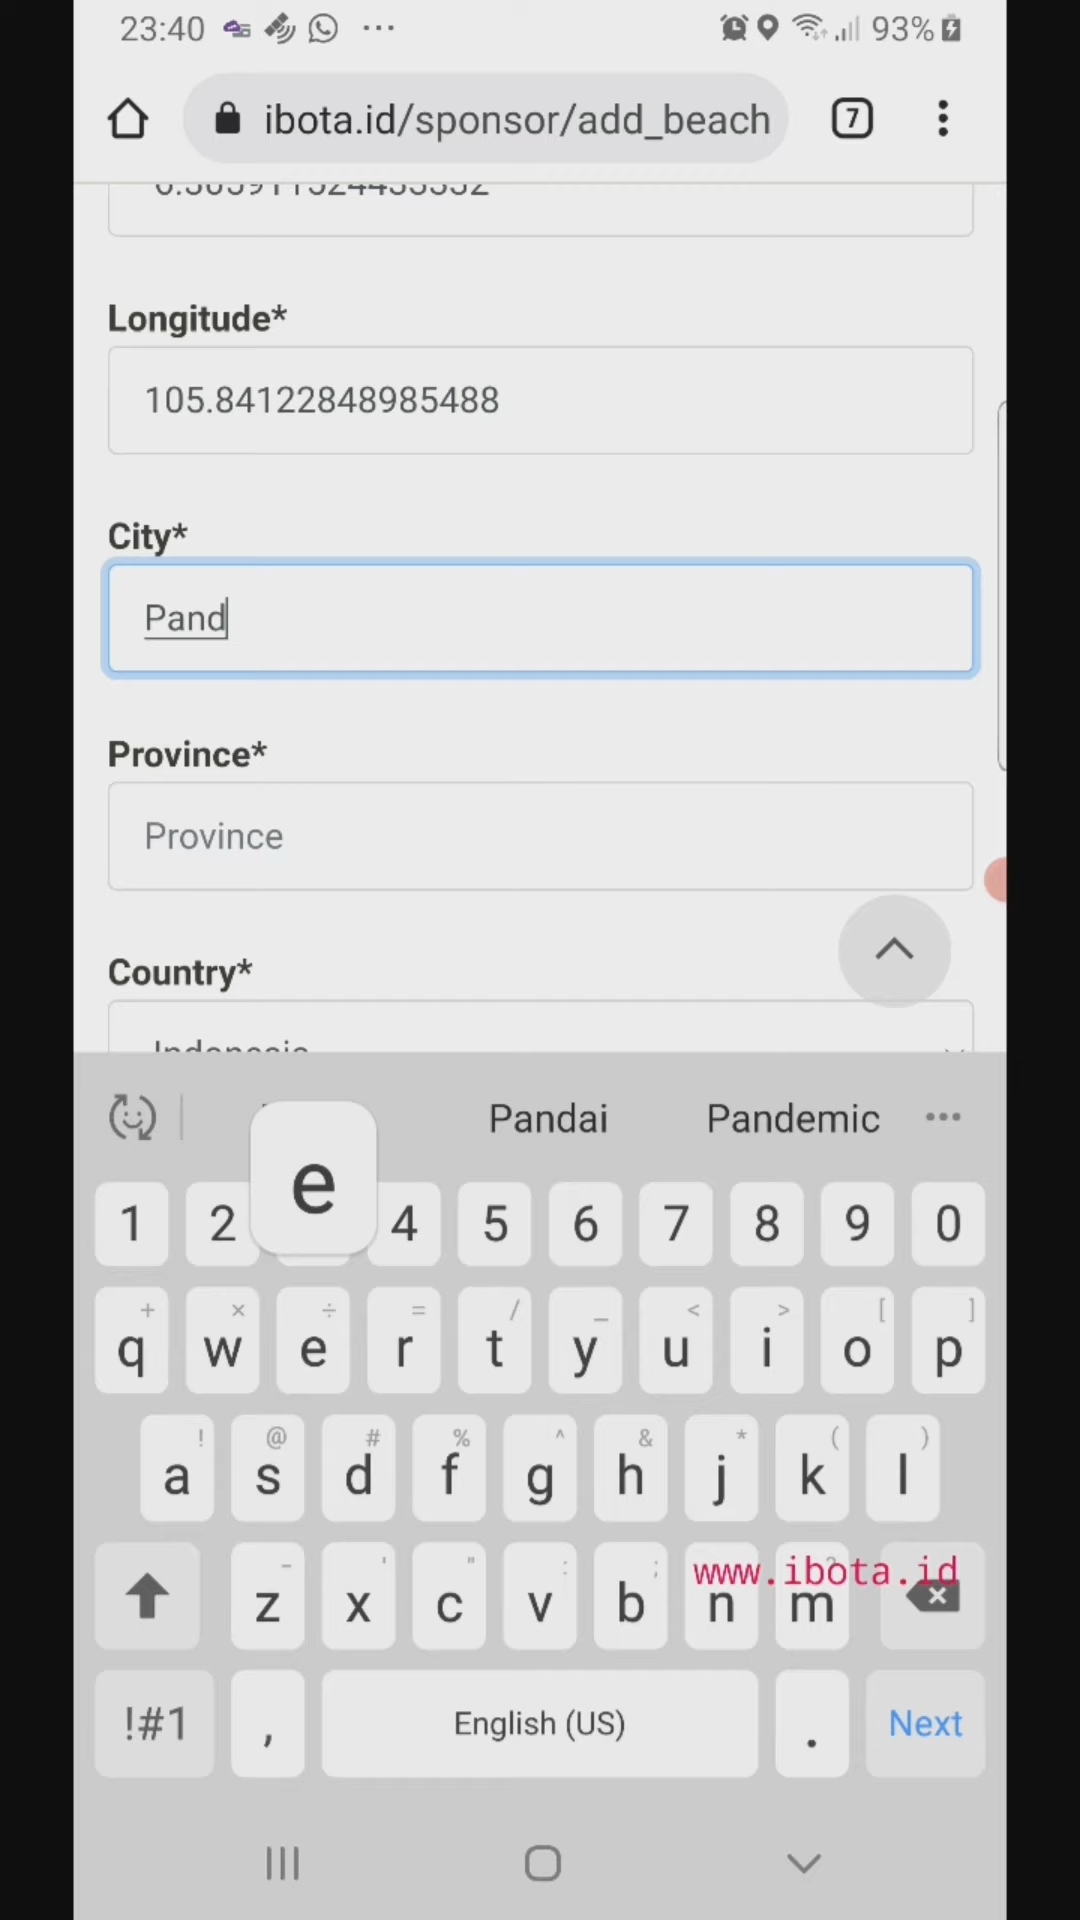 23:40
93%
ibota.id/sponsor/add_beach
7
Longitude*
105.84122848985488
City*
Pand
Province*
Province
Country*
Indonesia
e
Pandai
Pandemic
1 2 4 5 6 7 8 9 0
+ × ÷ = / _ < > [ ]
q w e r t y u i o p
! @ # % ^ & * ( )
a s d f g h j k l
- ' " : ; ?
z x c v b n m
www.ibota.id
!#1 , English (US) . Next